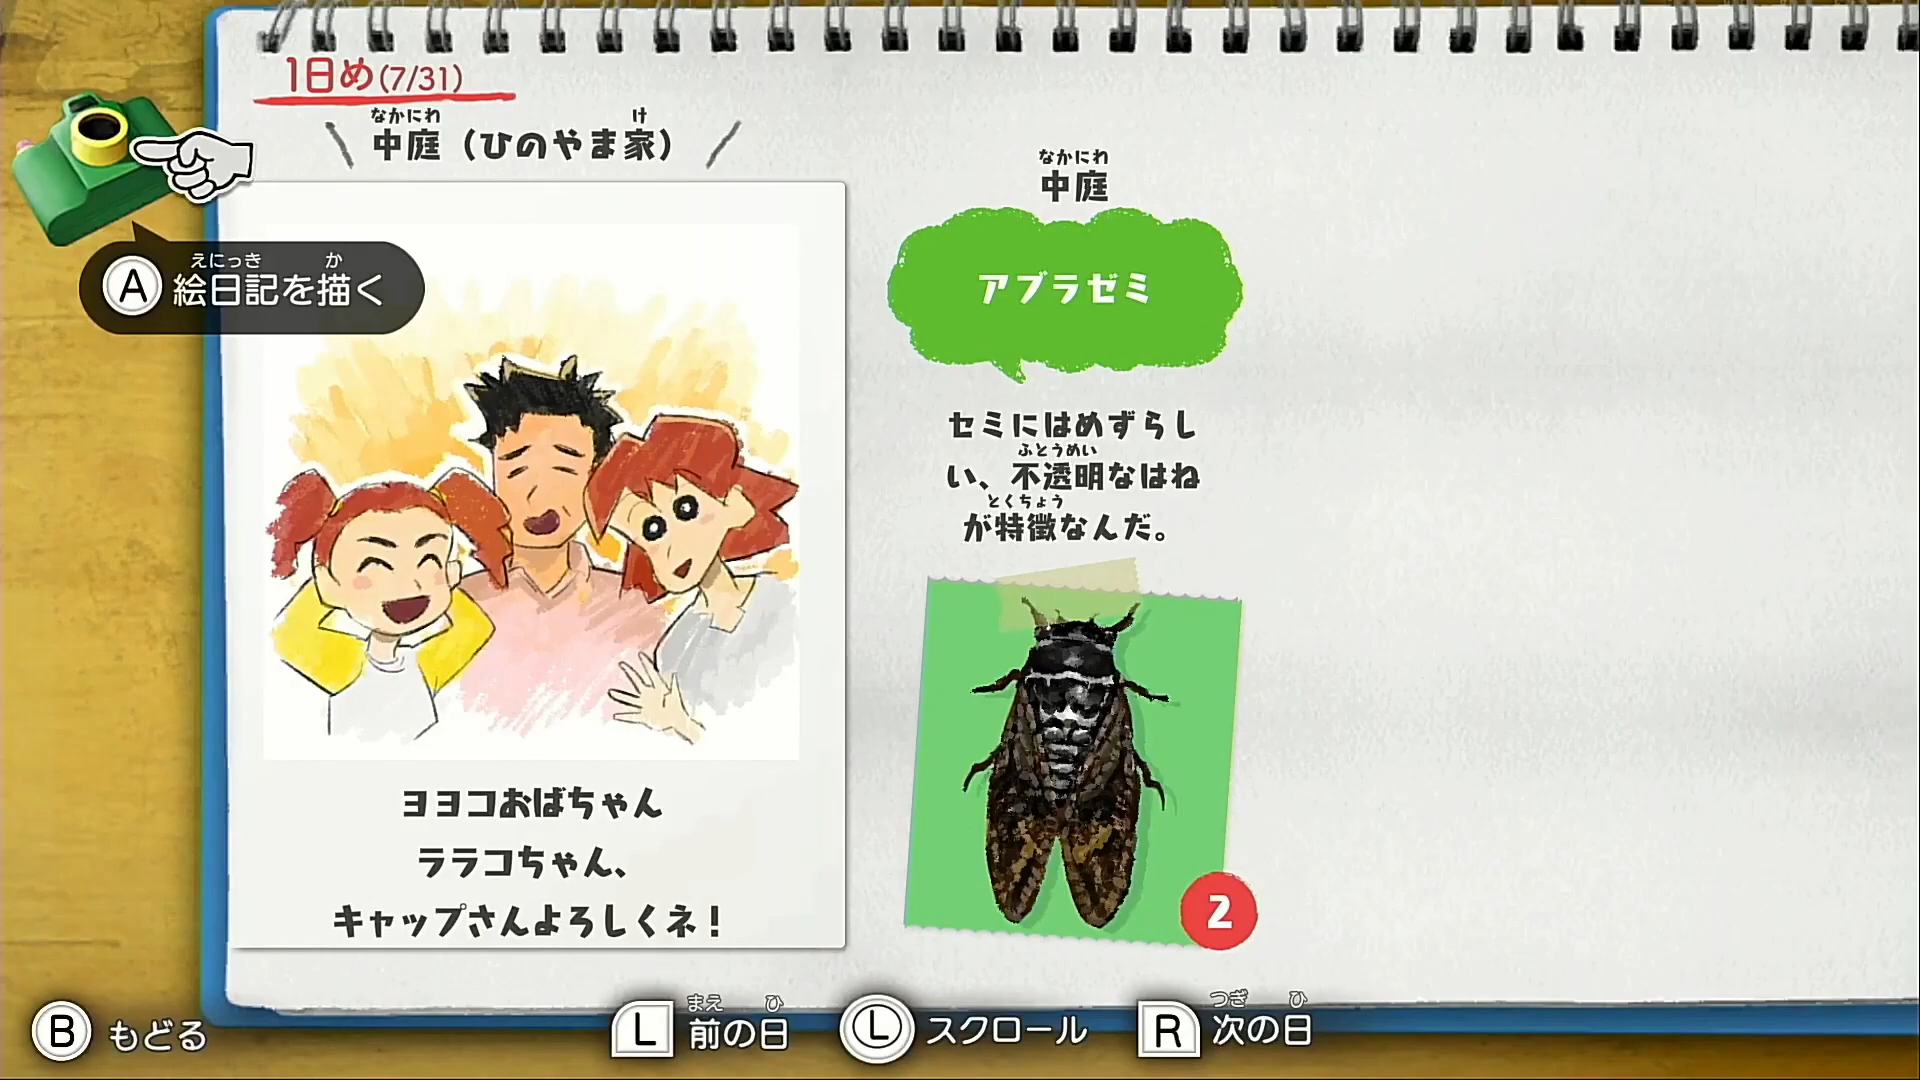 1日め(7/31)
なかにわ け
中庭（ひのやま家）
A
えにっき か
絵日記を描く
ヨヨコおばちゃん
ララコちゃん、
キャップさんよろしくネ！
なかにわ
中庭
アブラゼミ
セミにはめずらし
ふとうめい
い、不透明なはね
とくちょう
が特徴なんだ。
2
B もどる
まえ ひ
L 前の日
L スクロール
つぎ ひ
R 次の日